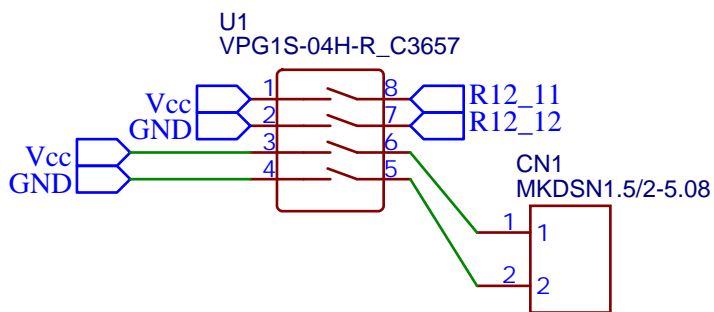 U1
VPG1S-04H-R_C3657
Vcc 1 8 R12_11
GND 2 7 R12_12
Vcc 3 6
GND 4 5
CN1
MKDSN1.5/2-5.08
1 1
2 2